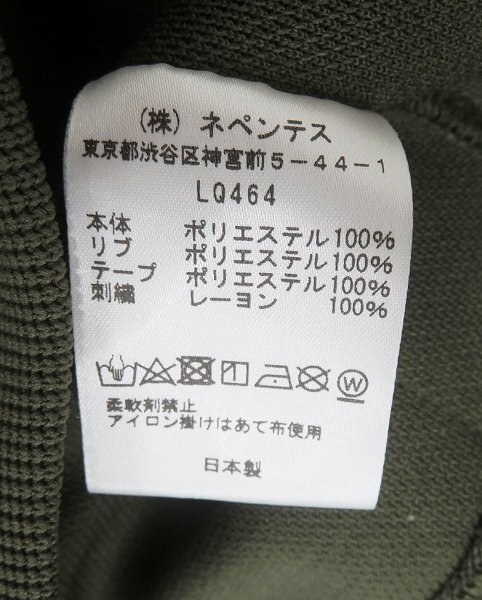 (株) ネペンテス
東京都渋谷区神宮前5-44-1
LQ464
本体 ポリエステル100%
リブ ポリエステル100%
テープ ポリエステル100%
刺繍 レーヨン 100%
W
柔軟剤禁止
アイロン掛けはあて布使用
日本製